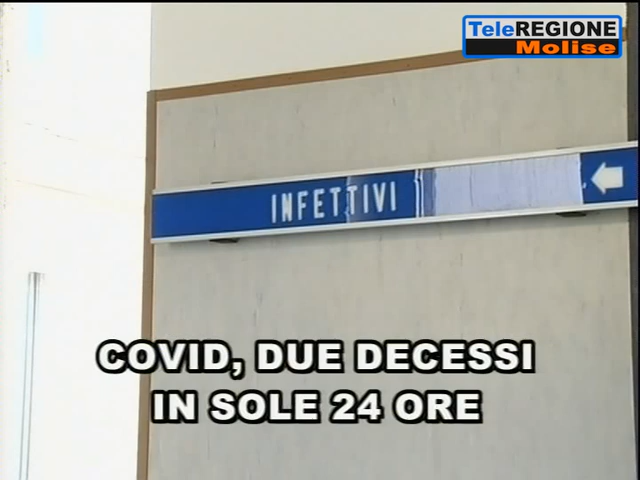 TeleREGIONE
Molise
INFETTIVI
COVID, DUE DECESSI
IN SOLE 24 ORE